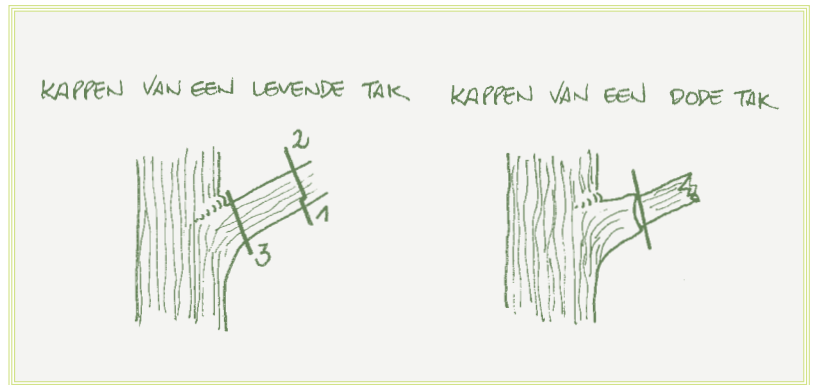 KAPPEN VAN EEN LEVENDE TAK
KAPPEN VAN EEN DODE TAK
2
1
3